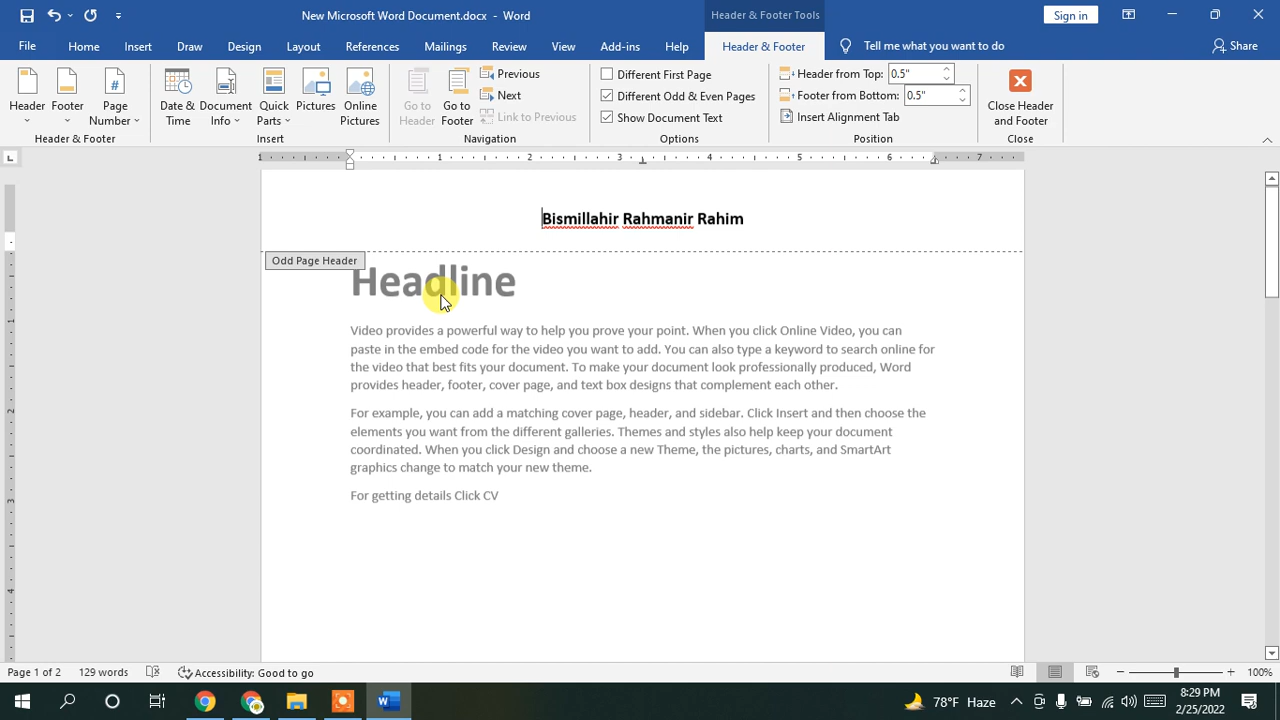 New Microsoft Word Document.docx - Word
Header & Footer Tools
Sign in
File Home Insert Draw Design Layout References Mailings Review View Add-ins Help Header & Footer Tell me what you want to do Share
Header
Footer
Page Number
Header & Footer
Date & Time
Document Info
Quick Parts
Pictures
Online Pictures
Insert
Go to Header
Go to Footer
Previous
Next
Link to Previous
Navigation
Different First Page
Different Odd & Even Pages
Show Document Text
Options
Header from Top: 0.5"
Footer from Bottom: 0.5"
Insert Alignment Tab
Position
Close Header and Footer
Close
1 1 2 3 4 5 6 7
Bismillahir Rahmanir Rahim
Odd Page Header
Headline
Video provides a powerful way to help you prove your point. When you click Online Video, you can
paste in the embed code for the video you want to add. You can also type a keyword to search online for
the video that best fits your document. To make your document look professionally produced, Word
provides header, footer, cover page, and text box designs that complement each other.
For example, you can add a matching cover page, header, and sidebar. Click Insert and then choose the
elements you want from the different galleries. Themes and styles also help keep your document
coordinated. When you click Design and choose a new Theme, the pictures, charts, and SmartArt
graphics change to match your new theme.
For getting details Click CV
1
2
3
4
Page 1 of 2 129 words Accessibility: Good to go 100%
78°F Haze
8:29 PM
2/25/2022